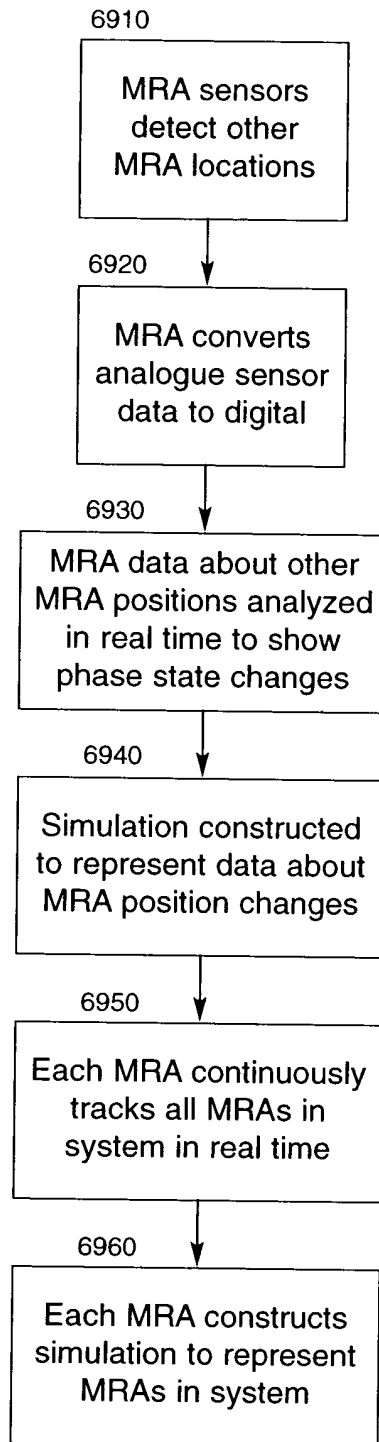 6910
MRA sensors
detect other
MRA locations
6920
MRA converts
analogue sensor
data to digital
6930
MRA data about other
MRA positions analyzed
in real time to show
phase state changes
6940
Simulation constructed
to represent data about
MRA position changes
6950
Each MRA continuously
tracks all MRAs in
system in real time
6960
Each MRA constructs
simulation to represent
MRAs in system